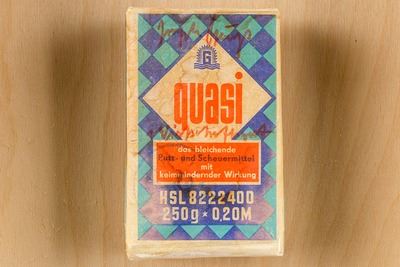 G
quasi
das bleichende
Putz- und Scheuermittel
mit
keimmindernder Wirkung
HSL 8222400
250g * 0,20M